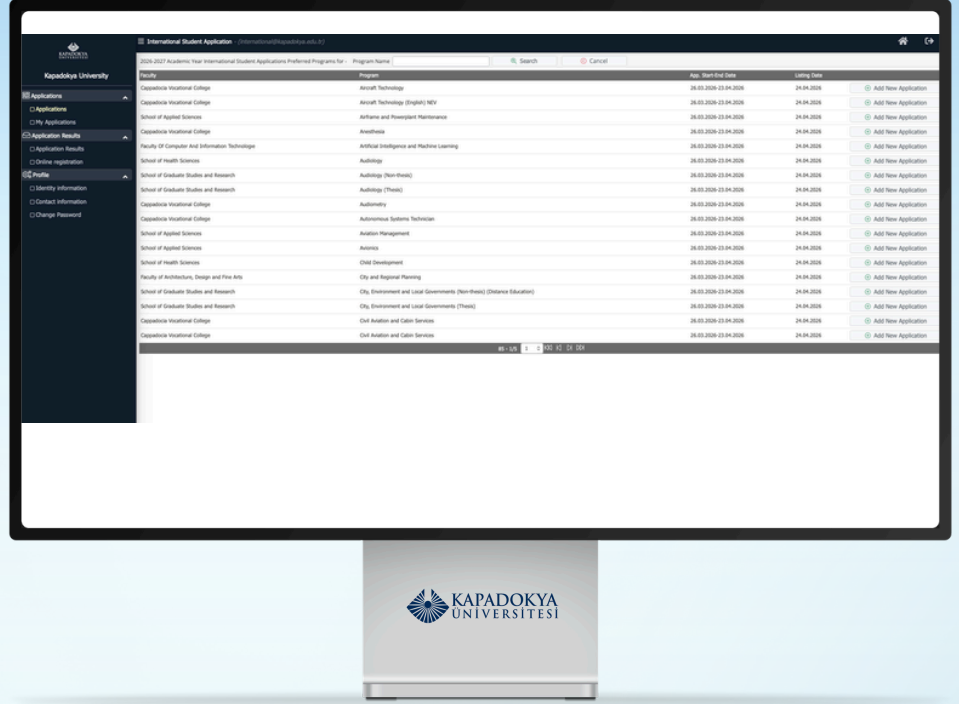 KAPADOKYA
ÜNİVERSİTESİ
Kapadokya University
Applications
Applications
My Applications
Application Results
Application Results
Online registration
Profile
Identity information
Contact information
Change Password
International Student Application - (international@kapadokya.edu.tr)
2026-2027 Academic Year International Student Applications Preferred Programs for - Program Name Search Cancel
Faculty Program App. Start-End Date Listing Date
Cappadocia Vocational College Aircraft Technology 26.03.2026-23.04.2026 24.04.2026 Add New Application
Cappadocia Vocational College Aircraft Technology (English) NEV 26.03.2026-23.04.2026 24.04.2026 Add New Application
School of Applied Sciences Airframe and Powerplant Maintenance 26.03.2026-23.04.2026 24.04.2026 Add New Application
Cappadocia Vocational College Anesthesia 26.03.2026-23.04.2026 24.04.2026 Add New Application
Faculty Of Computer And Information Technologies Artificial Intelligence and Machine Learning 26.03.2026-23.04.2026 24.04.2026 Add New Application
School of Health Sciences Audiology 26.03.2026-23.04.2026 24.04.2026 Add New Application
School of Graduate Studies and Research Audiology (Non-thesis) 26.03.2026-23.04.2026 24.04.2026 Add New Application
School of Graduate Studies and Research Audiology (Thesis) 26.03.2026-23.04.2026 24.04.2026 Add New Application
Cappadocia Vocational College Audiometry 26.03.2026-23.04.2026 24.04.2026 Add New Application
Cappadocia Vocational College Autonomous Systems Technician 26.03.2026-23.04.2026 24.04.2026 Add New Application
School of Applied Sciences Aviation Management 26.03.2026-23.04.2026 24.04.2026 Add New Application
School of Applied Sciences Avionics 26.03.2026-23.04.2026 24.04.2026 Add New Application
School of Health Sciences Child Development 26.03.2026-23.04.2026 24.04.2026 Add New Application
Faculty of Architecture, Design and Fine Arts City and Regional Planning 26.03.2026-23.04.2026 24.04.2026 Add New Application
School of Graduate Studies and Research City, Environment and Local Governments (Non-thesis) (Distance Education) 26.03.2026-23.04.2026 24.04.2026 Add New Application
School of Graduate Studies and Research City, Environment and Local Governments (Thesis) 26.03.2026-23.04.2026 24.04.2026 Add New Application
Cappadocia Vocational College Civil Aviation and Cabin Services 26.03.2026-23.04.2026 24.04.2026 Add New Application
Cappadocia Vocational College Civil Aviation and Cabin Services 26.03.2026-23.04.2026 24.04.2026 Add New Application
85 - 1/5 1
KAPADOKYA
ÜNİVERSİTESİ